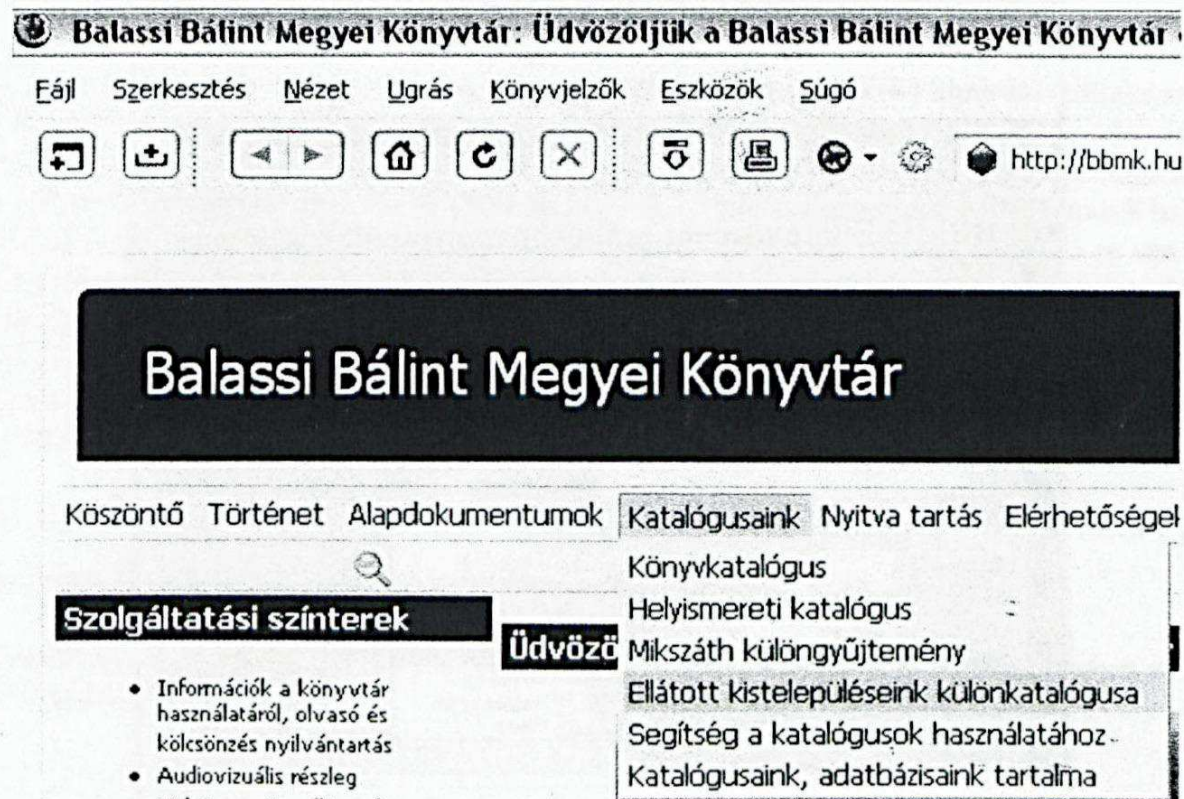 Balassi Bálint Megyei Könyvtár: Üdvözöljük a Balassi Bálint Megyei Könyvtár
Fájl Szerkesztés Nézet Ugrás Könyvjelzők Eszközök Súgó
http://bbmk.hu
Balassi Bálint Megyei Könyvtár
Köszöntő Történet Alapdokumentumok Katalógusaink Nyitva tartás Elérhetőségel
Könyvkatalógus
Helyismereti katalógus
Szolgáltatási színterek
Üdvözö
Mikszáth különgyűjtemény
Ellátott kistelepüléseink különkatalógusa
Segítség a katalógusok használatához
Katalógusaink, adatbázisaink tartalma
• Információk a könyvtár
használatáról, olvasó és
kölcsönzés nyilvántartás
• Audiovizuális részleg